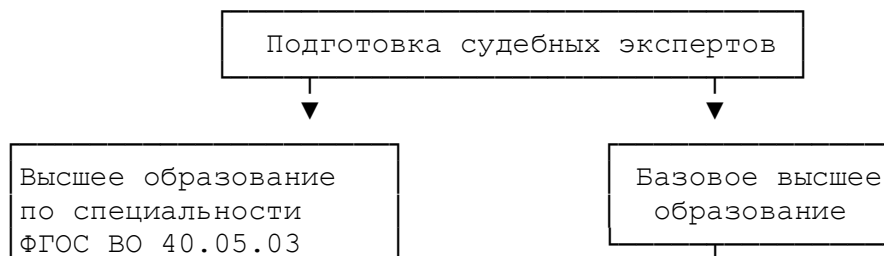 Подготовка судебных экспертов
Высшее образование
по специальности
ФГОС ВО 40.05.03
Базовое высшее
образование